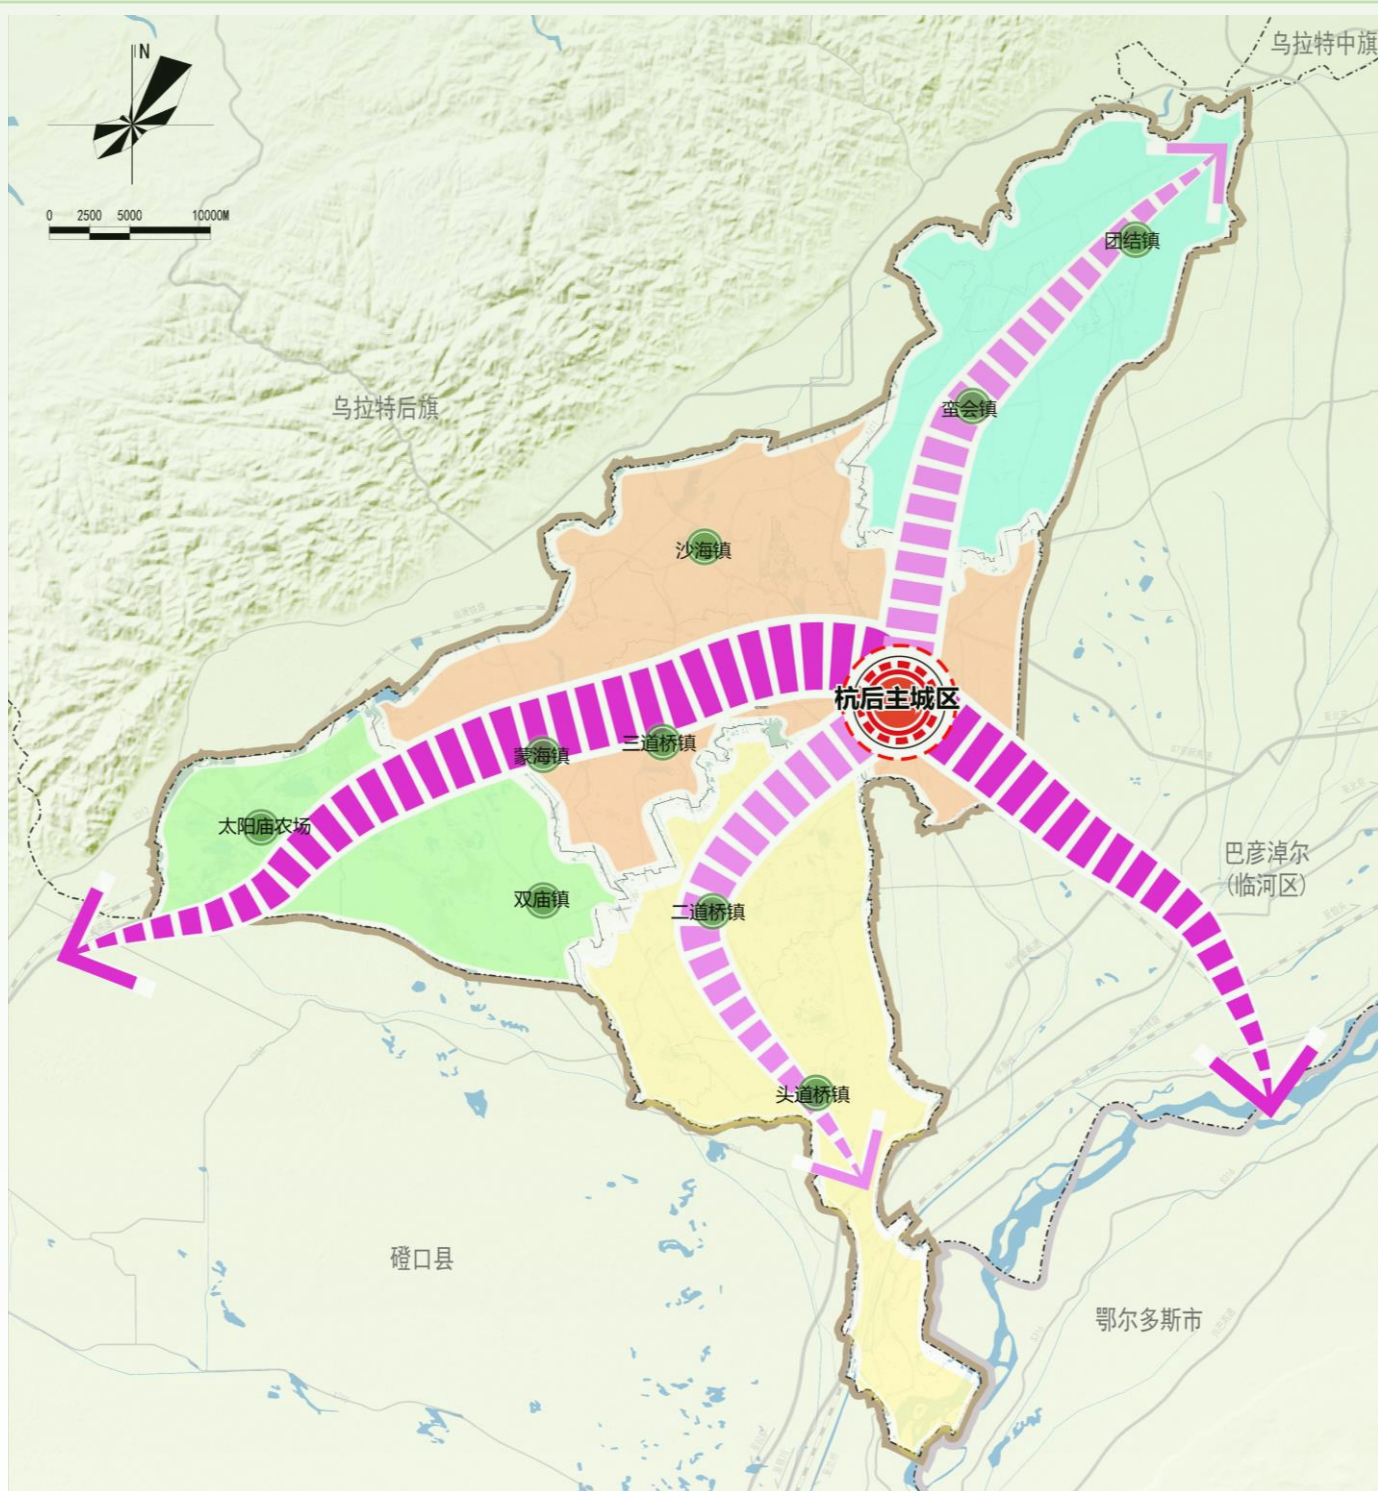 N
0 2500 5000 10000M
乌拉特中旗
团结镇
乌拉特后旗
蛮会镇
沙海镇
杭后主城区
三道桥镇
蒙海镇
太阳庙农场
巴彦淖尔
(临河区)
双庙镇
二道桥镇
头道桥镇
磴口县
鄂尔多斯市